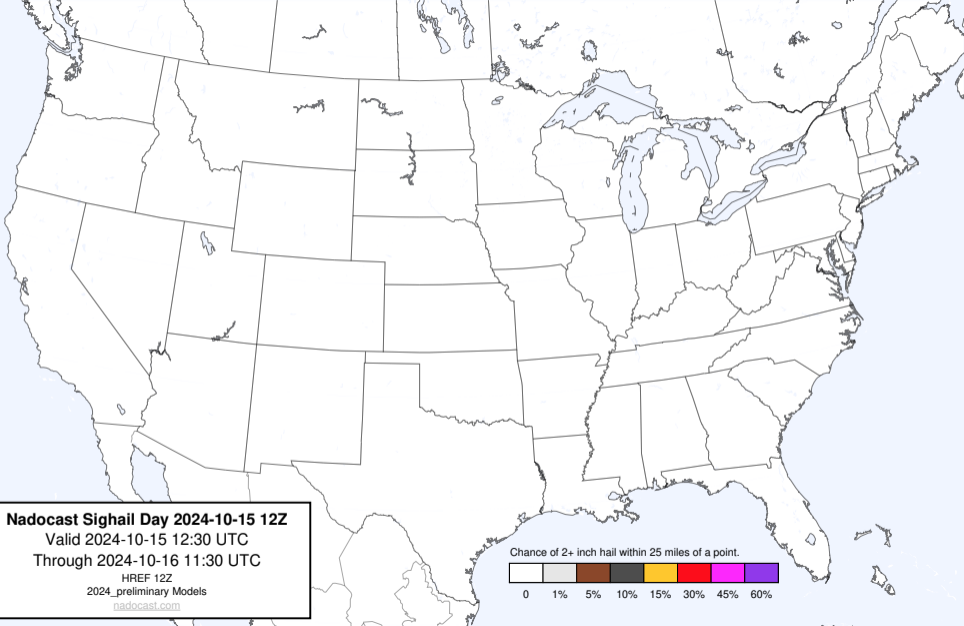 Nadocast Sighail Day 2024-10-15 12Z
Valid 2024-10-15 12:30 UTC
Through 2024-10-16 11:30 UTC
HREF 12Z
2024_preliminary Models
nadocast.com
Chance of 2+ inch hail within 25 miles of a point.
0 1% 5% 10% 15% 30% 45% 60%